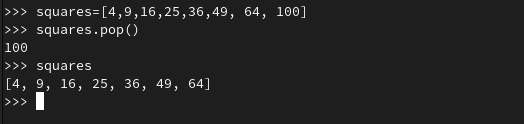 >>> squares=[4,9,16,25,36,49, 64, 100]
>>> squares.pop()
100
>>> squares
[4, 9, 16, 25, 36, 49, 64]
>>>